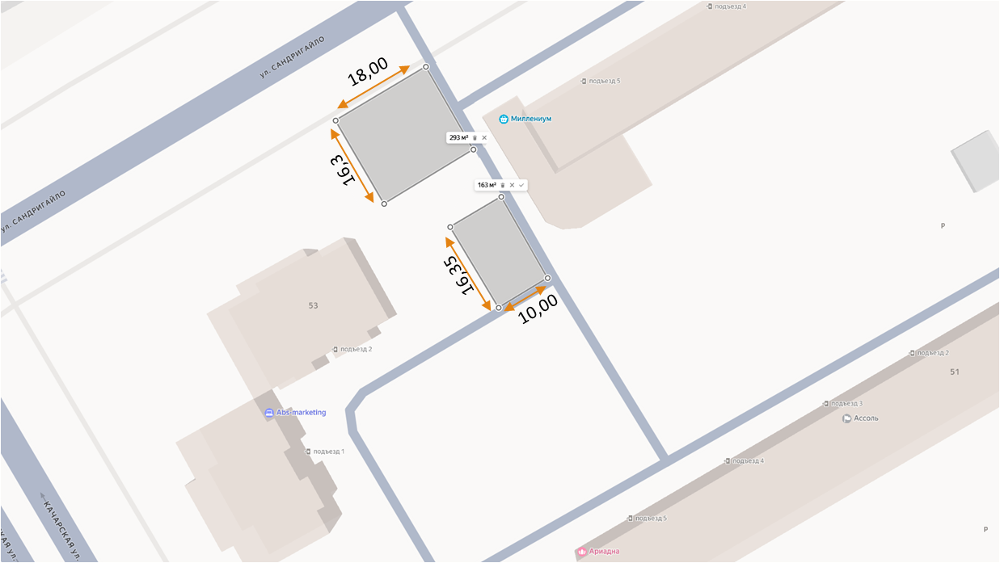 подъезд 4
ул. САНДРИГАЙЛО
18,00
подъезд 5
Миллениум
293 м²
16,3
163 м²
ул. САНДРИГАЙЛО
P
16,35
10,00
53
подъезд 2
подъезд 2
51
подъезд 3
Abs-marketing
Ассоль
подъезд 1
подъезд 4
КАЧАРСКАЯ УЛ.
подъезд 5
P
СКАЯ УЛ.
Ариадна